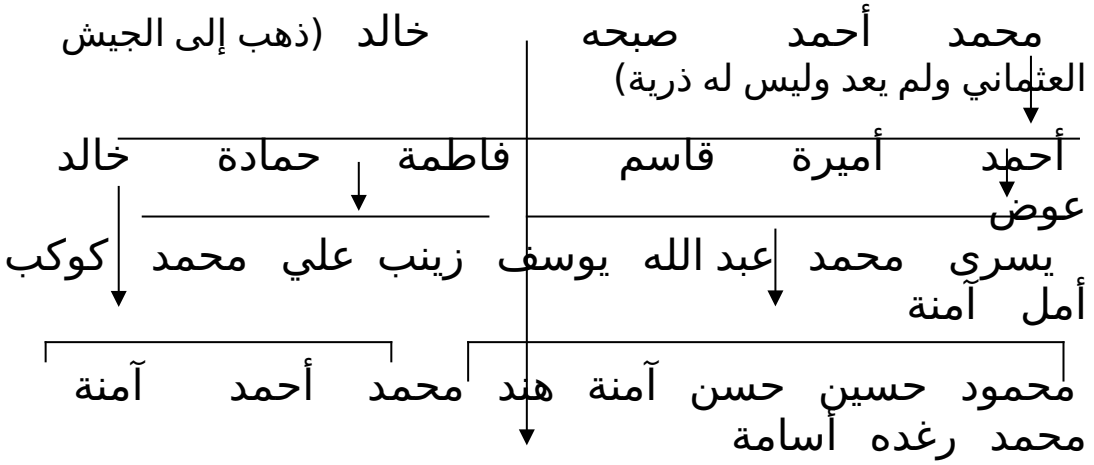 محمد أحمد صبحه خالد (ذهب إلى الجيش
العثماني ولم يعد وليس له ذرية)
أحمد أميرة قاسم فاطمة حمادة خالد
عوض
يسرى محمد عبد الله يوسف زينب علي محمد كوكب
أمل آمنة
محمود حسين حسن آمنة هند محمد أحمد آمنة
محمد رغده أسامة